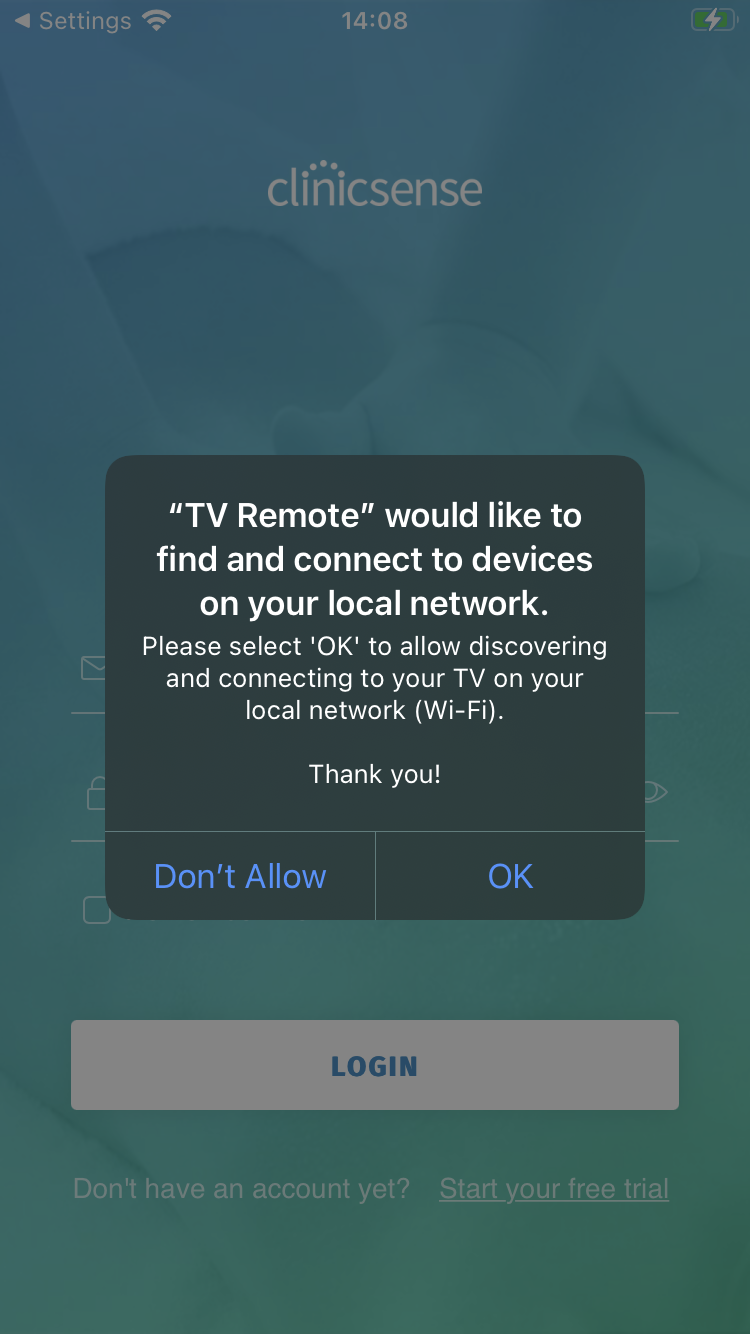 Settings 14:08
clinicsense
“TV Remote” would like to
find and connect to devices
on your local network.
Please select 'OK' to allow discovering
and connecting to your TV on your
local network (Wi-Fi).
Thank you!
Don’t Allow OK
LOGIN
Don't have an account yet? Start your free trial